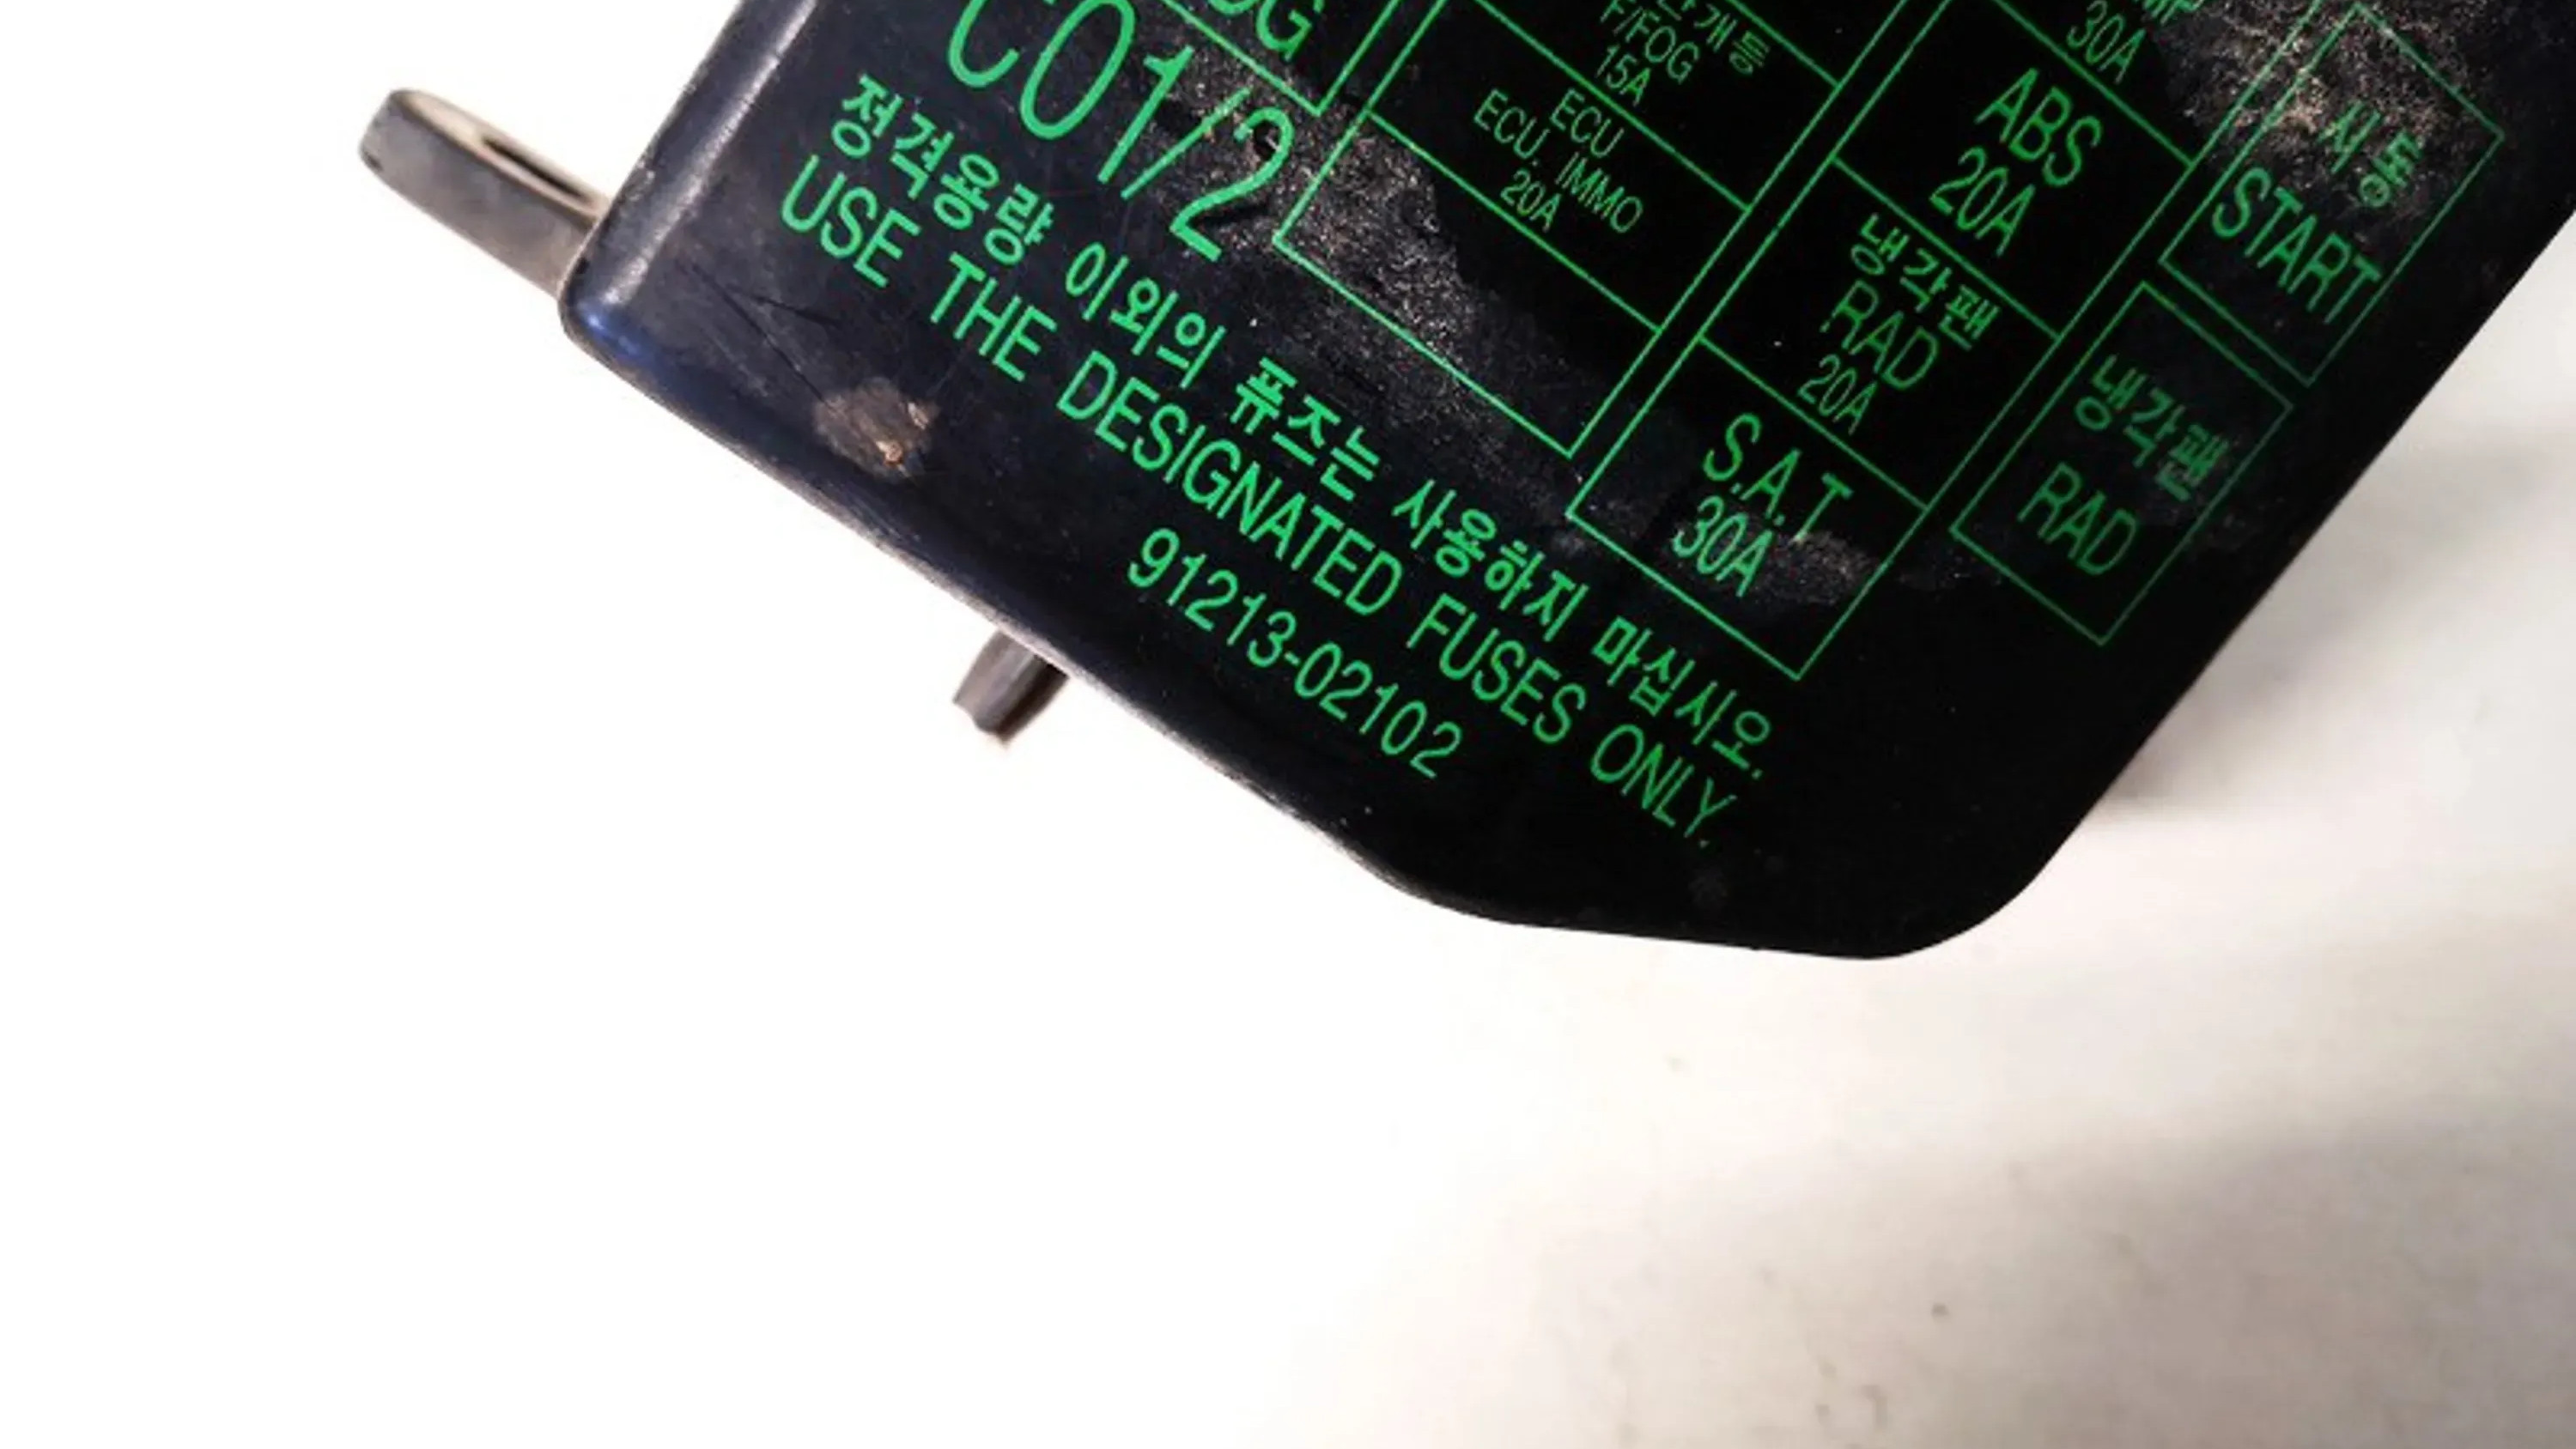 C01/2
정격용량 이외의 퓨즈는 사용하지 마십시오.
USE THE DESIGNATED FUSES ONLY.
91213-02102
F/FOG
15A
ECU
ECU, IMMO
20A
30A
ABS
20A
냉각팬
RAD
20A
S.A.T
30A
시동
START
냉각팬
RAD